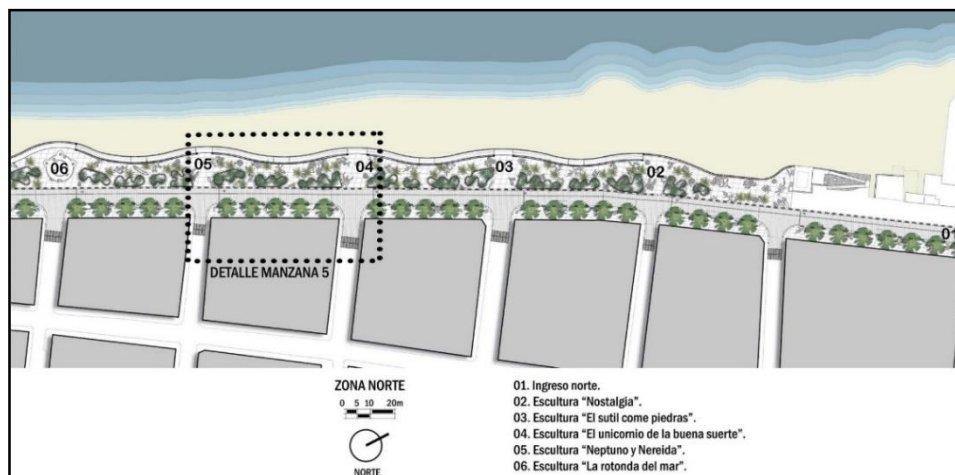 06
05
04
03
02
01
DETALLE MANZANA 5
ZONA NORTE
0 5 10 20m
NORTE
01. Ingreso norte.
02. Escultura “Nostalgia”.
03. Escultura “El sutil come piedras”.
04. Escultura “El unicornio de la buena suerte”.
05. Escultura “Neptuno y Nereida”.
06. Escultura “La rotonda del mar”.